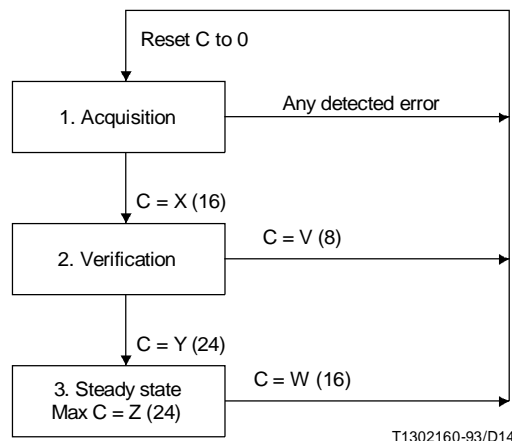 Reset C to 0
1. Acquisition
Any detected error
C = X (16)
2. Verification
C = V (8)
C = Y (24)
3. Steady state
Max C = Z (24)
C = W (16)
T1302160-93/D14